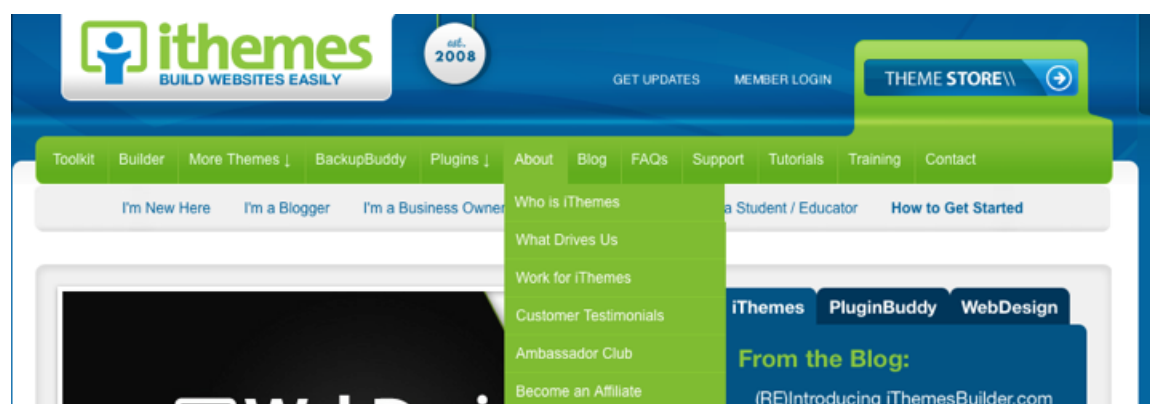 ithemes
BUILD WEBSITES EASILY
est.
2008
GET UPDATES MEMBER LOGIN THEME STORE\\
Toolkit Builder More Themes ↓ BackupBuddy Plugins ↓ About Blog FAQs Support Tutorials Training Contact
I'm New Here I'm a Blogger I'm a Business Owner a Student / Educator How to Get Started
Who is iThemes
What Drives Us
Work for iThemes
Customer Testimonials
Ambassador Club
Become an Affiliate
iThemes PluginBuddy WebDesign
From the Blog:
(RE)Introducing iThemesBuilder.com